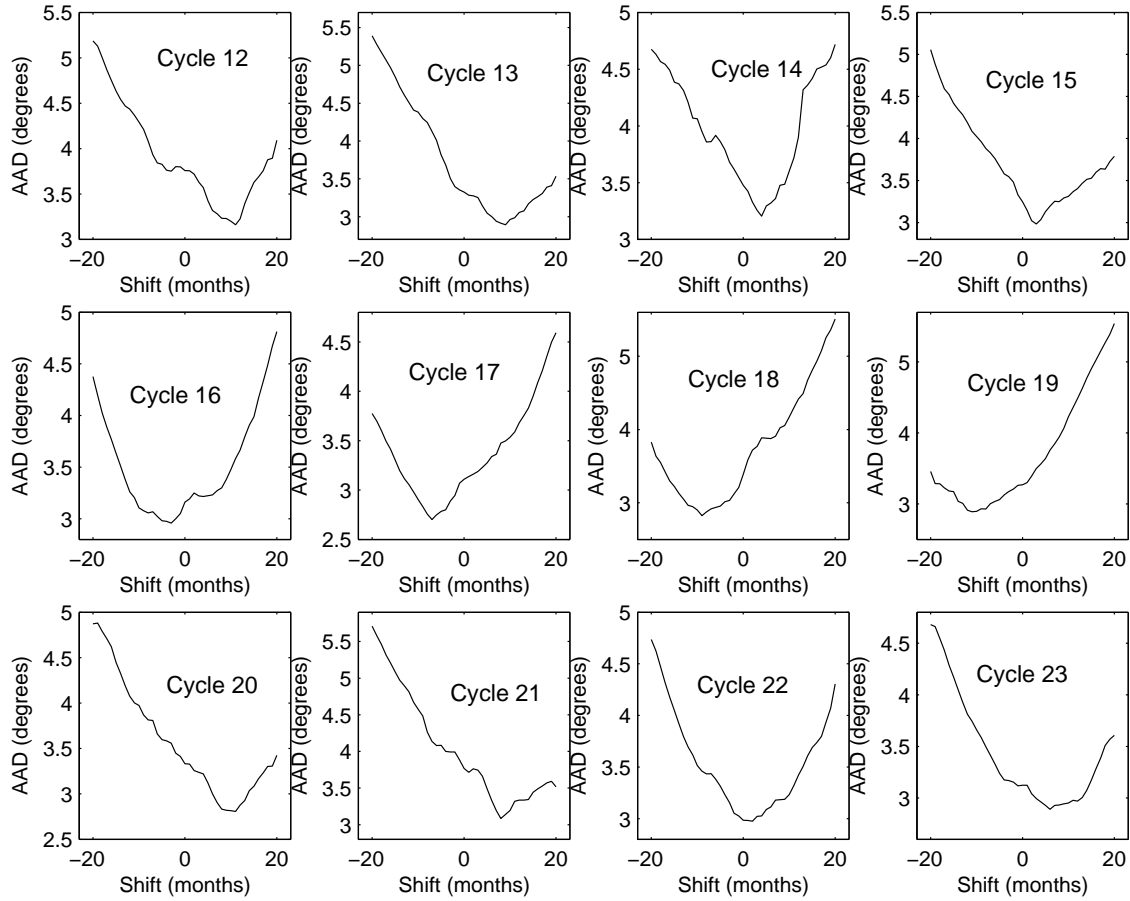 AAD (degrees)
5.5
5
4.5
4
3.5
3
Cycle 12
−20 0 20
Shift (months)
AAD (degrees)
5.5
5
4.5
4
3.5
3
Cycle 13
−20 0 20
Shift (months)
AAD (degrees)
5
4.5
4
3.5
3
Cycle 14
−20 0 20
Shift (months)
AAD (degrees)
5
4.5
4
3.5
3
Cycle 15
−20 0 20
Shift (months)
AAD (degrees)
5
4.5
4
3.5
3
Cycle 16
−20 0 20
Shift (months)
AAD (degrees)
4.5
4
3.5
3
2.5
Cycle 17
−20 0 20
Shift (months)
AAD (degrees)
5
4
3
Cycle 18
−20 0 20
Shift (months)
AAD (degrees)
5
4
3
Cycle 19
−20 0 20
Shift (months)
AAD (degrees)
5
4.5
4
3.5
3
2.5
Cycle 20
−20 0 20
Shift (months)
AAD (degrees)
5.5
5
4.5
4
3.5
3
Cycle 21
−20 0 20
Shift (months)
AAD (degrees)
5
4.5
4
3.5
3
Cycle 22
−20 0 20
Shift (months)
AAD (degrees)
4.5
4
3.5
3
Cycle 23
−20 0 20
Shift (months)